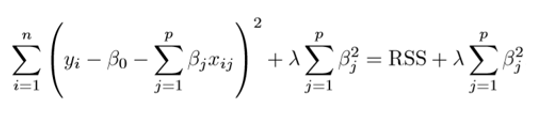 $$\sum_{i=1}^{n} \left( y_i - \beta_0 - \sum_{j=1}^{p} \beta_j x_{ij} \right)^2 + \lambda \sum_{j=1}^{p} \beta_j^2 = \text{RSS} + \lambda \sum_{j=1}^{p} \beta_j^2$$